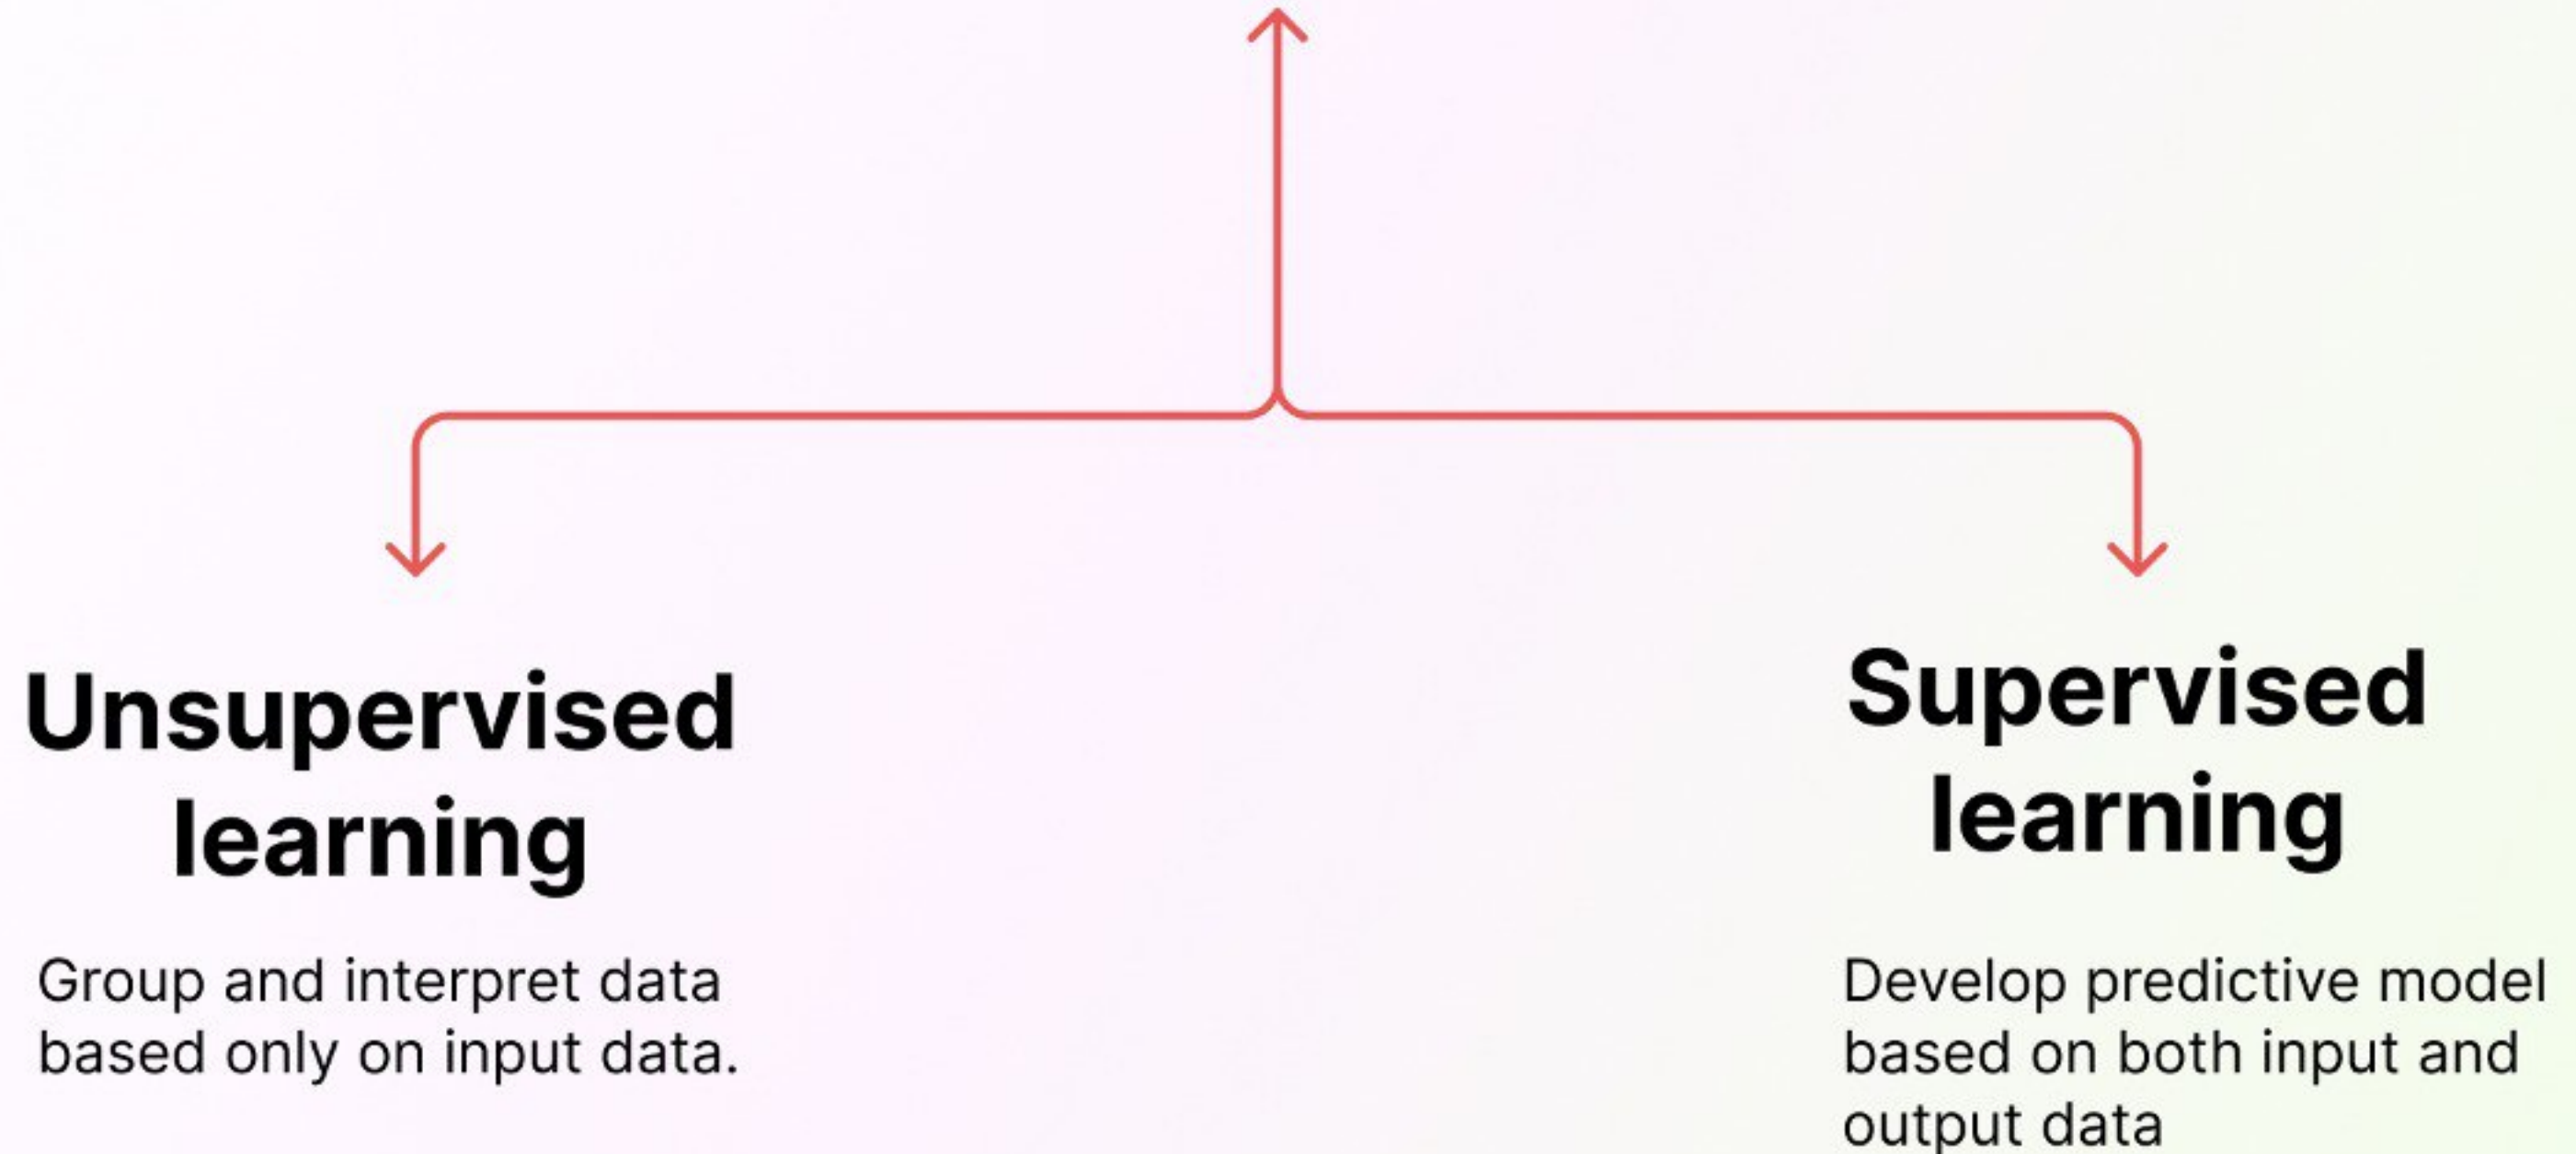 Unsupervised
learning
Group and interpret data
based only on input data.
Supervised
learning
Develop predictive model
based on both input and
output data